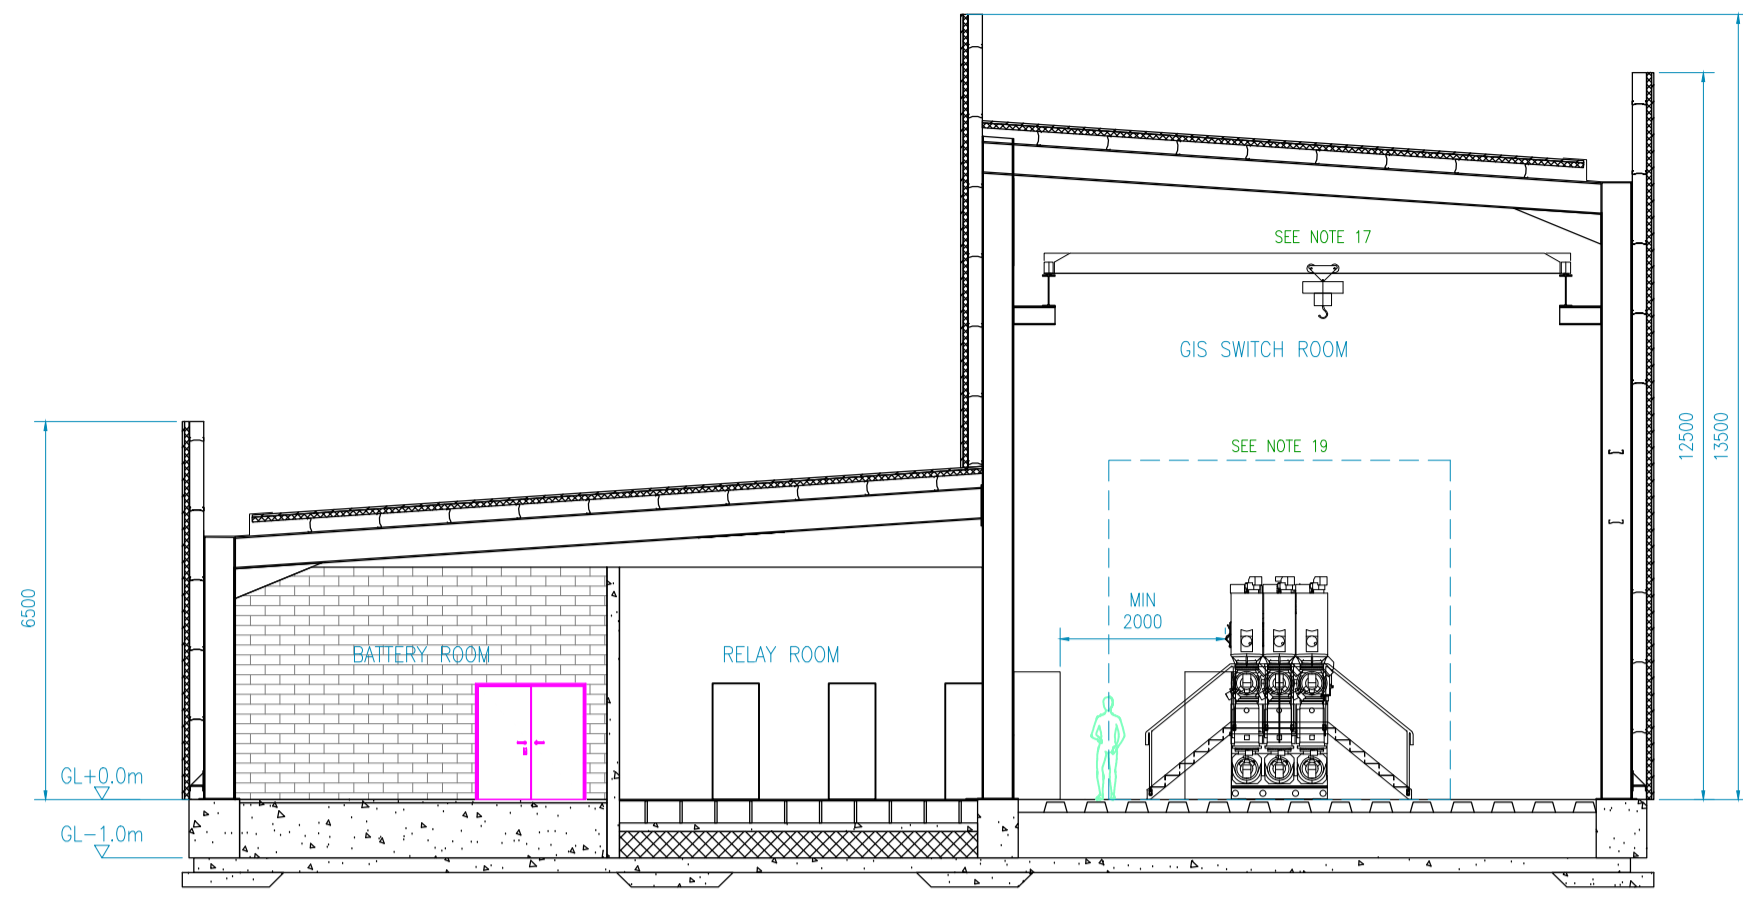 SEE NOTE 17
GIS SWITCH ROOM
12500
13500
SEE NOTE 19
6500
MIN
2000
BATTERY ROOM
RELAY ROOM
GL+0.0m
GL-1.0m